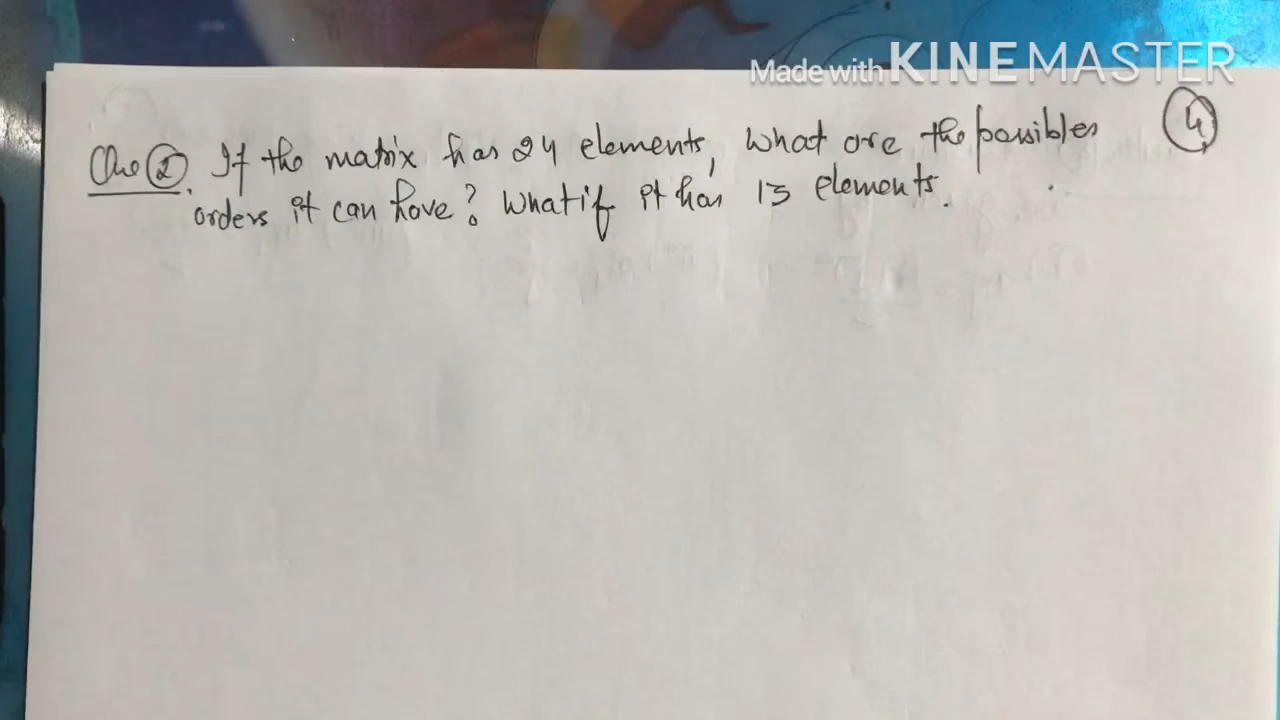 Made with KINEMASTER
4
Que 2. If the matrix has 24 elements, what are the possibles
orders it can have? What if it has 13 elements.